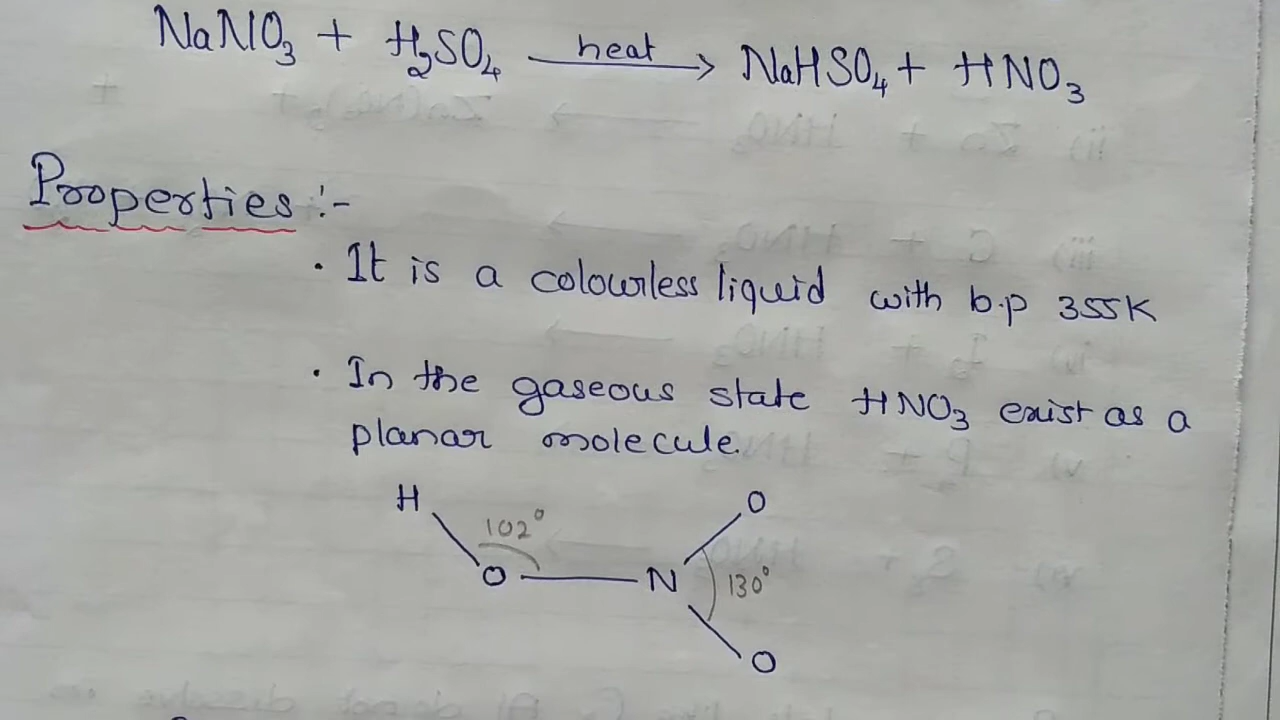 NaNO₃ + H₂SO₄ heat → NaHSO₄ + HNO₃
Properties :-
· It is a colourless liquid with b.p 355K
· In the gaseous state HNO₃ exist as a
planar molecule.
H O
102°
O N 130°
O